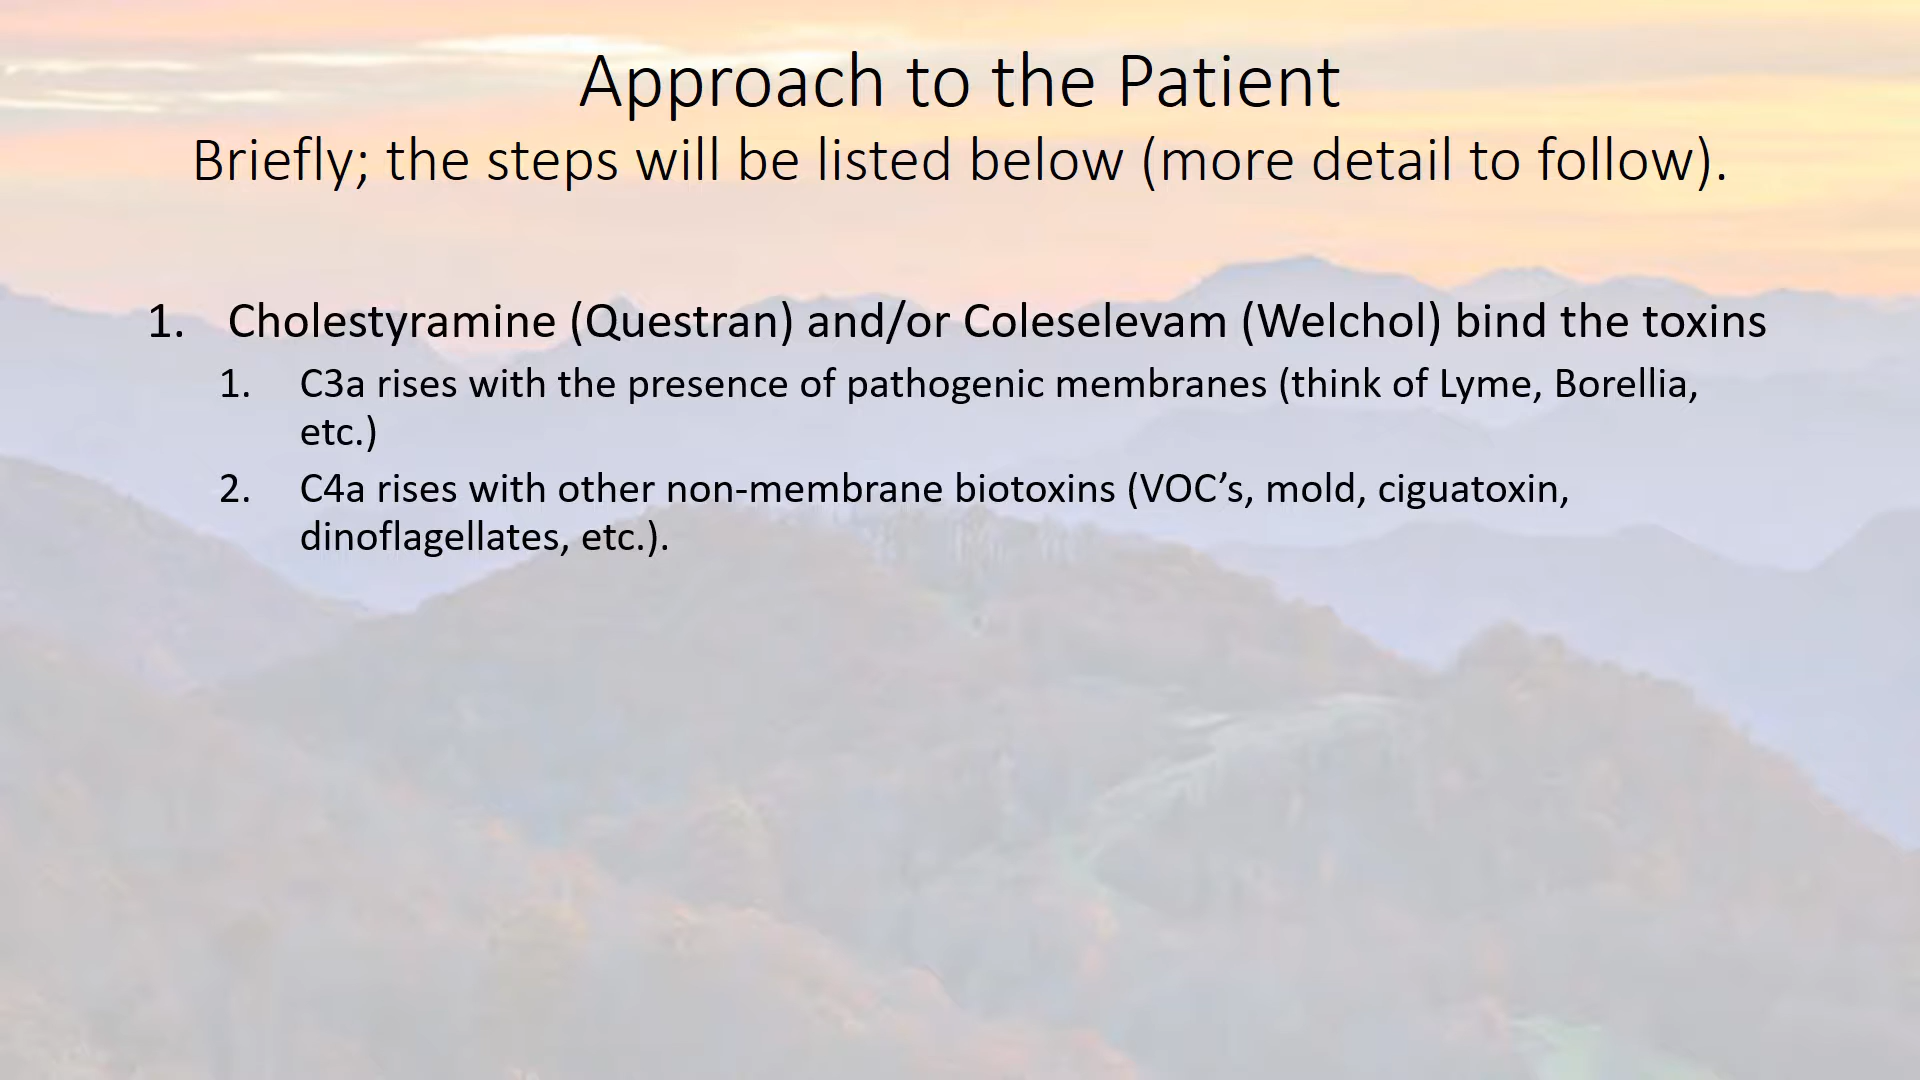 Approach to the Patient
Briefly; the steps will be listed below (more detail to follow).
1. Cholestyramine (Questran) and/or Coleselevam (Welchol) bind the toxins
1. C3a rises with the presence of pathogenic membranes (think of Lyme, Borellia,
etc.)
2. C4a rises with other non-membrane biotoxins (VOC’s, mold, ciguatoxin,
dinoflagellates, etc.).